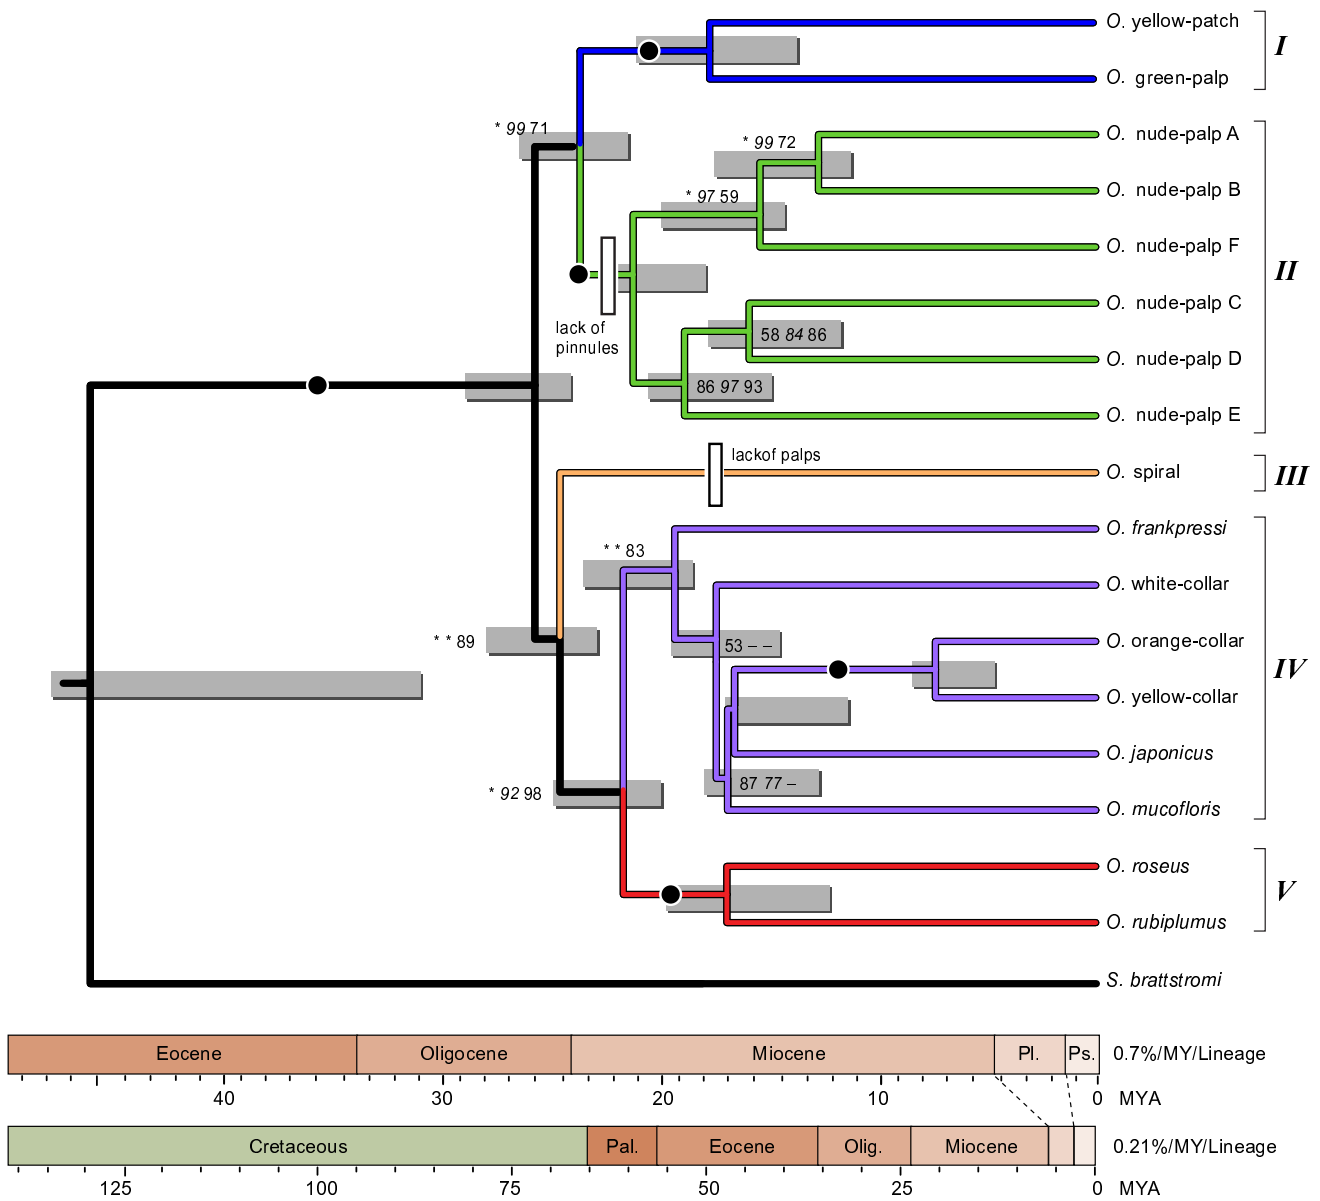 O. yellow-patch
I
O. green-palp
* 99 71
O. nude-palp A
* 99 72
O. nude-palp B
* 97 59
O. nude-palp F
II
O. nude-palp C
lack of
pinnules
58 84 86
O. nude-palp D
86 97 93
O. nude-palp E
lackof palps
O. spiral
III
O. frankpressi
* * 83
O. white-collar
* * 89
53 – –
O. orange-collar
IV
O. yellow-collar
O. japonicus
* 92 98
87 77 –
O. mucofloris
O. roseus
V
O. rubiplumus
S. brattstromi
Eocene Oligocene Miocene Pl. Ps. 0.7%/MY/Lineage
40 30 20 10 0 MYA
Cretaceous Pal. Eocene Olig. Miocene 0.21%/MY/Lineage
125 100 75 50 25 0 MYA